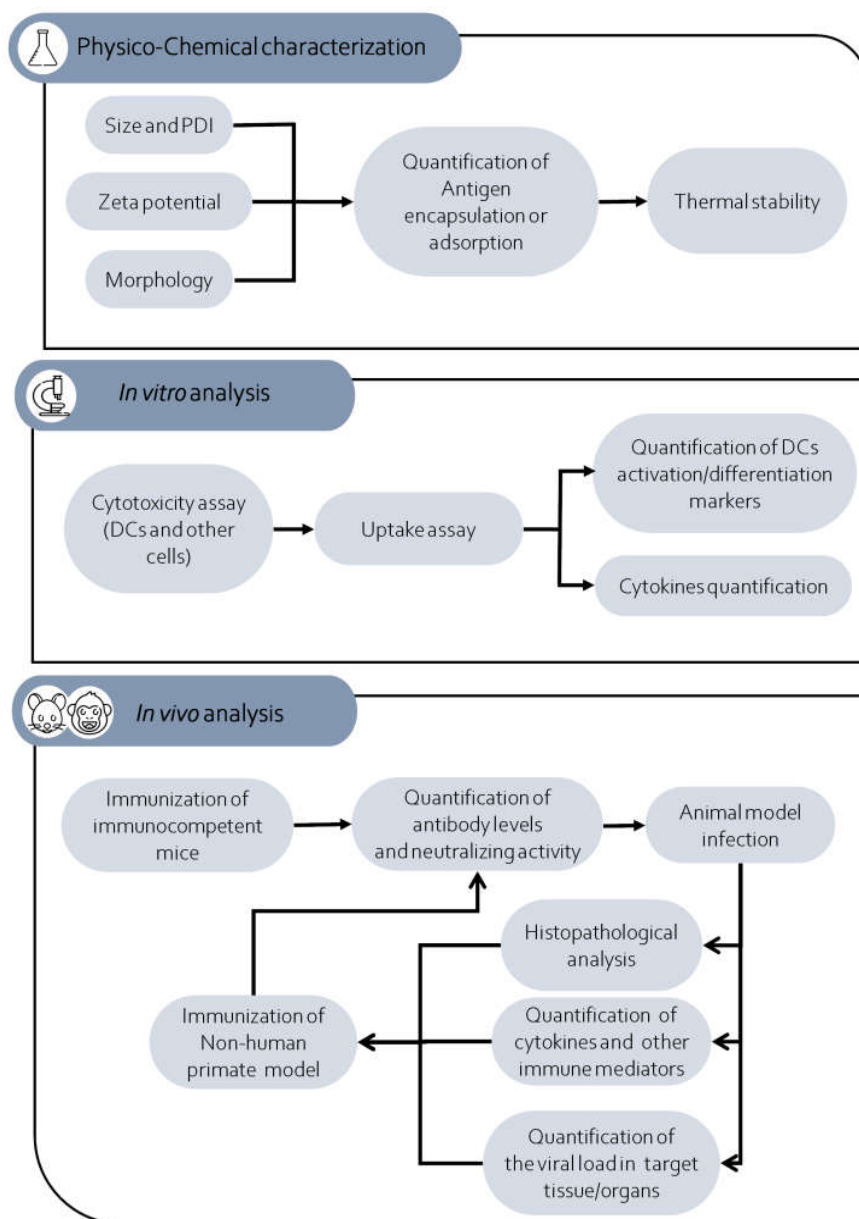 Physico-Chemical characterization
Size and PDI
Zeta potential
Morphology
Quantification of
Antigen
encapsulation or
adsorption
Thermal stability
In vitro analysis
Cytotoxicity assay
(DCs and other
cells)
Uptake assay
Quantification of DCs
activation/differentiation
markers
Cytokines quantification
In vivo analysis
Immunization of
immunocompetent
mice
Quantification of
antibody levels
and neutralizing activity
Animal model
infection
Histopathological
analysis
Quantification of
cytokines and other
immune mediators
Quantification of
the viral load in target
tissue/organs
Immunization of
Non-human
primate model